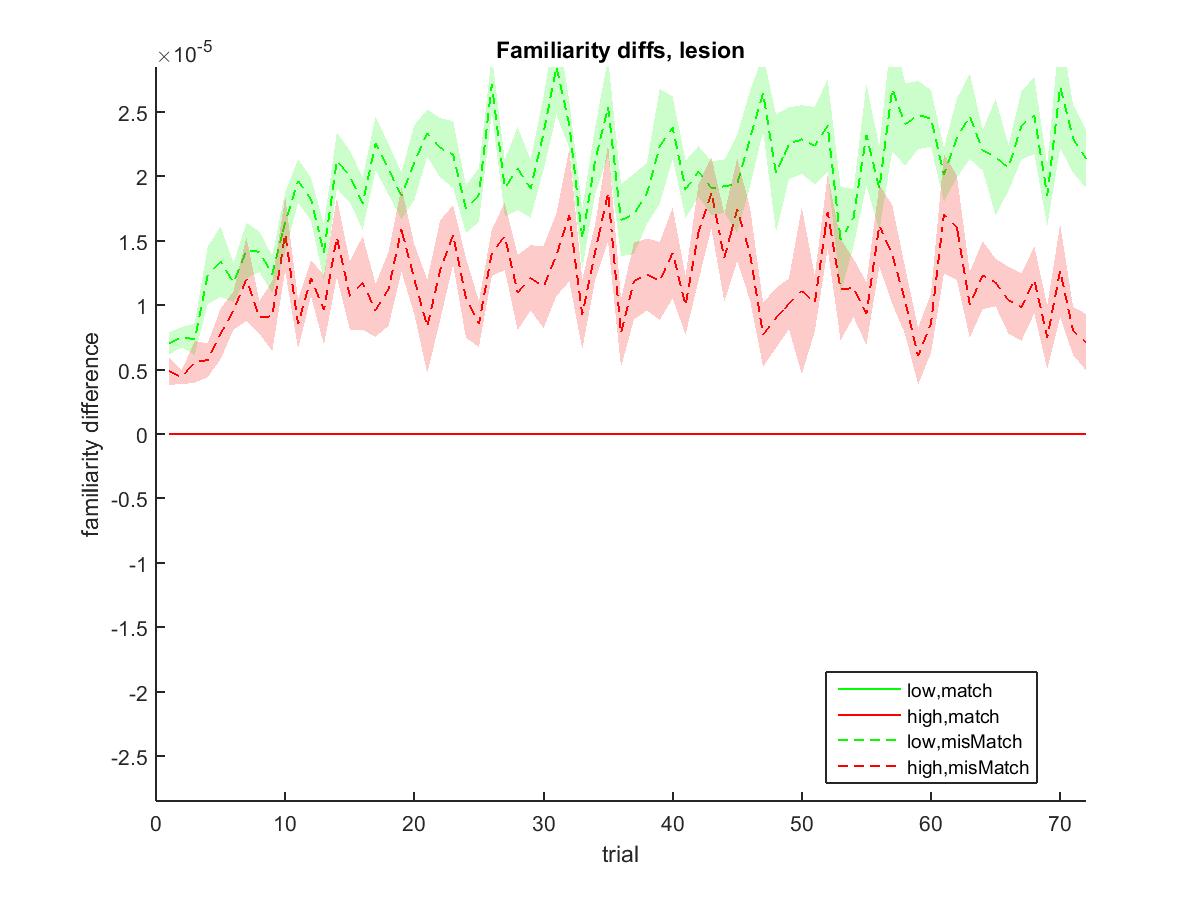 ×10-5
Familiarity diffs, lesion
2.5
2
1.5
1
0.5
0
-0.5
-1
-1.5
-2
-2.5
familiarity difference
low,match
high,match
low,misMatch
high,misMatch
0 10 20 30 40 50 60 70
trial